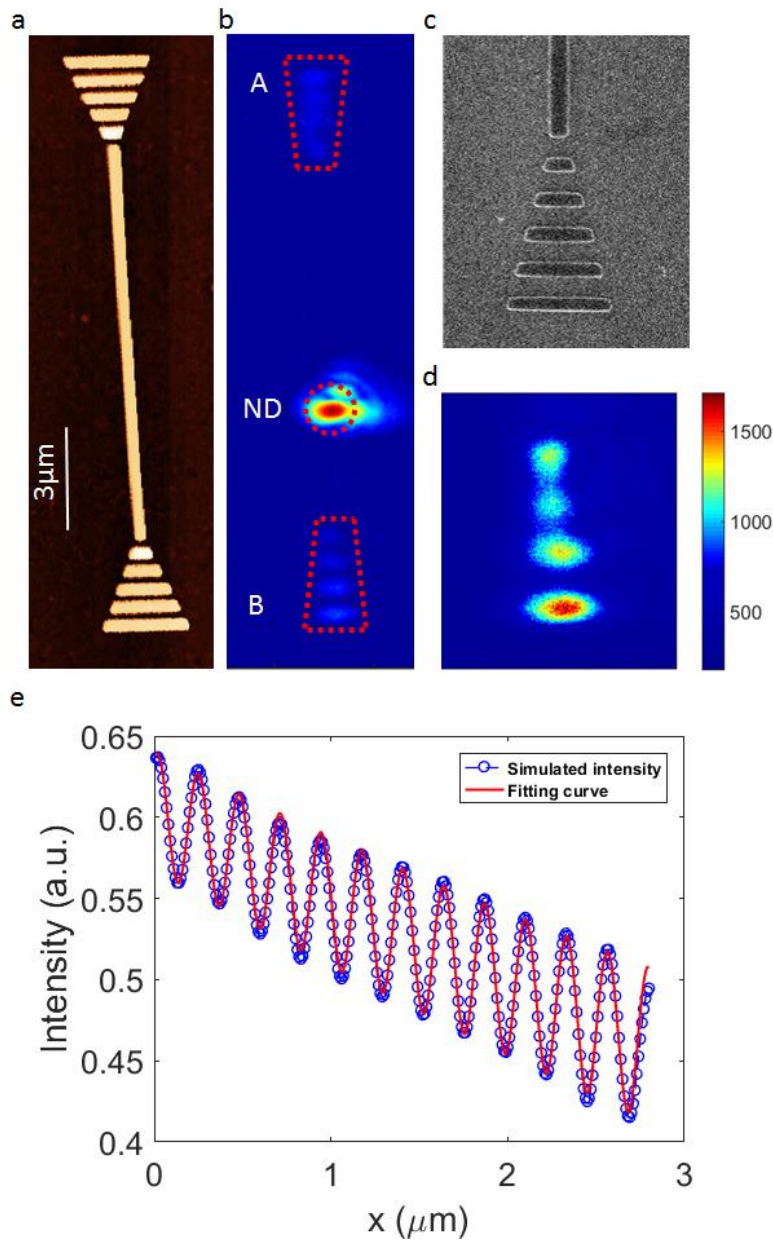 a
b
c
A
ND
B
3μm
d
1500
1000
500
e
0.65
0.6
0.55
0.5
0.45
0.4
Intensity (a.u.)
Simulated intensity
Fitting curve
0
1
2
3
x (μm)